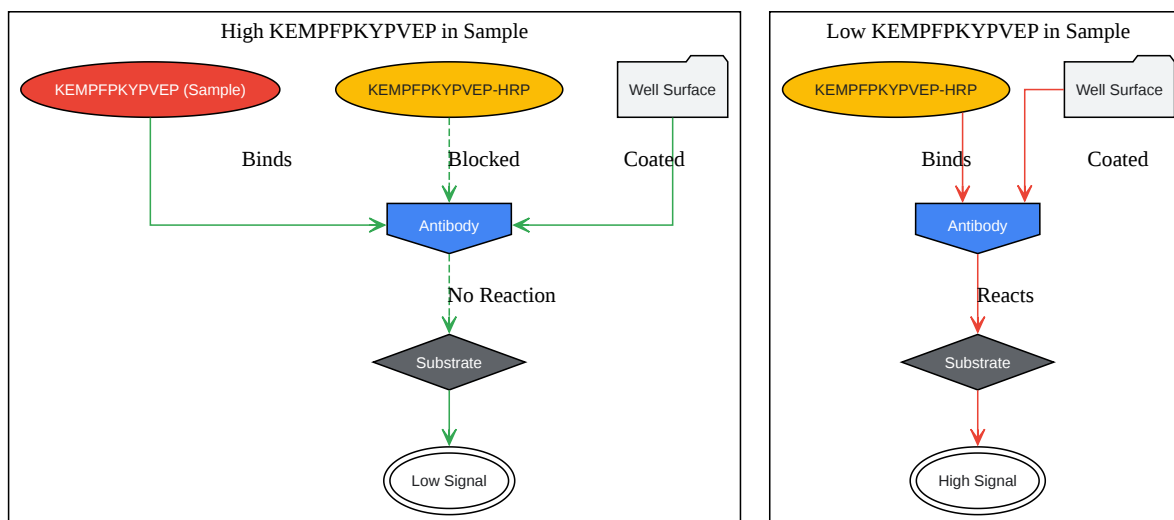 High KEMPFPKYPVEP in Sample
KEMPFPKYPVEP (Sample)
KEMPFPKYPVEP-HRP
Well Surface
Binds
Blocked
Coated
Antibody
No Reaction
Substrate
Low Signal
Low KEMPFPKYPVEP in Sample
KEMPFPKYPVEP-HRP
Well Surface
Binds
Coated
Antibody
Reacts
Substrate
High Signal